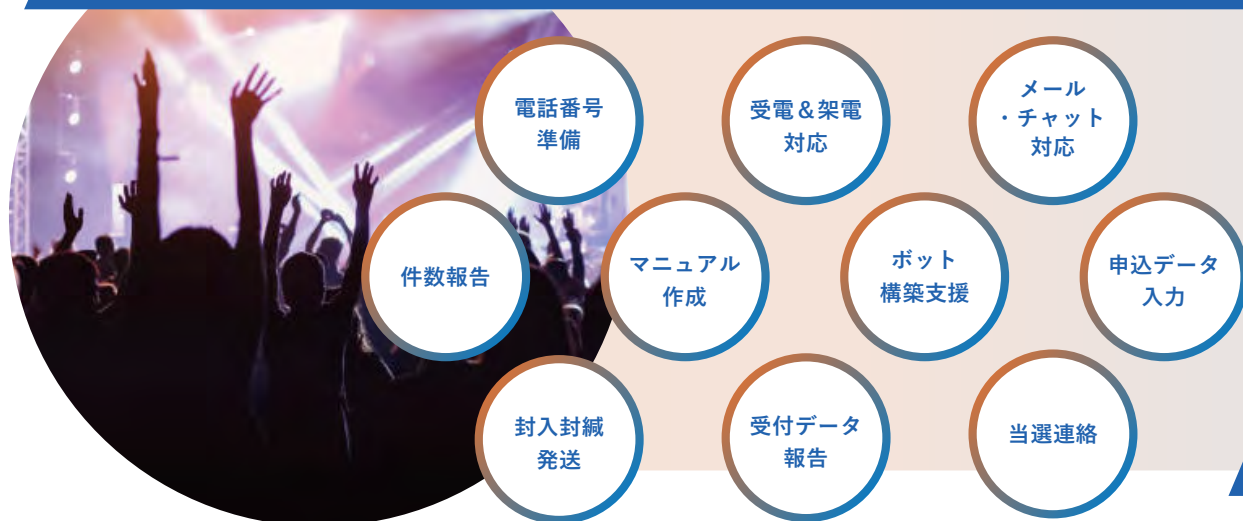 電話番号
準備
受電＆架電
対応
メール
・チャット
対応
件数報告
マニュアル
作成
ボット
構築支援
申込データ
入力
封入封緘
発送
受付データ
報告
当選連絡